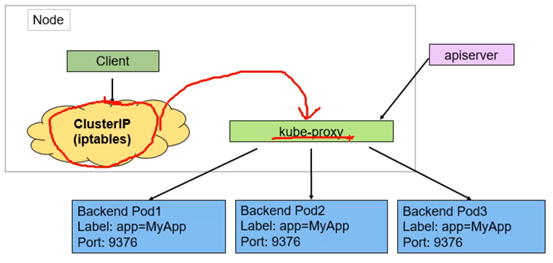 Node
Client
apiserver
ClusterIP
(iptables)
kube-proxy
Backend Pod1
Label: app=MyApp
Port: 9376
Backend Pod2
Label: app=MyApp
Port: 9376
Backend Pod3
Label: app=MyApp
Port: 9376